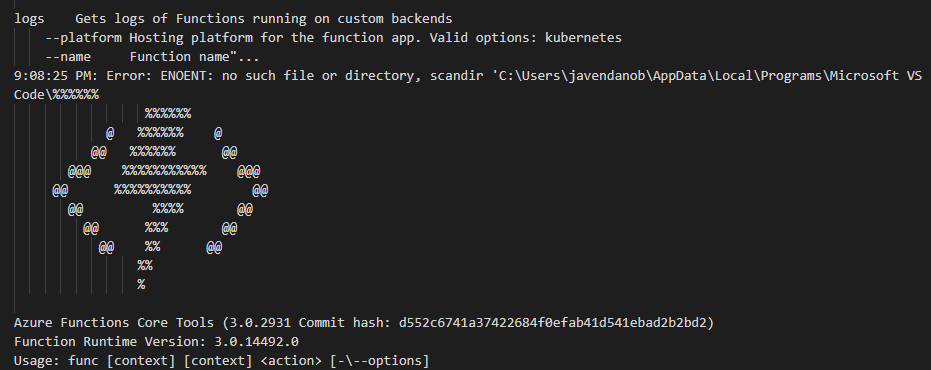 logs    Gets logs of Functions running on custom backends
    --platform Hosting platform for the function app. Valid options: kubernetes
    --name     Function name"...
9:08:25 PM: Error: ENOENT: no such file or directory, scandir 'C:\Users\javendanob\AppData\Local\Programs\Microsoft VS
Code\%%%%%%
                 %%%%%%
            @   %%%%%%    @
          @@   %%%%%%      @@
       @@@    %%%%%%%%%%%    @@@
     @@      %%%%%%%%%%        @@
       @@         %%%%       @@
         @@      %%%       @@
           @@    %%      @@
                %%
                %
Azure Functions Core Tools (3.0.2931 Commit hash: d552c6741a37422684f0efab41d541ebad2b2bd2)
Function Runtime Version: 3.0.14492.0
Usage: func [context] [context] <action> [-\--options]